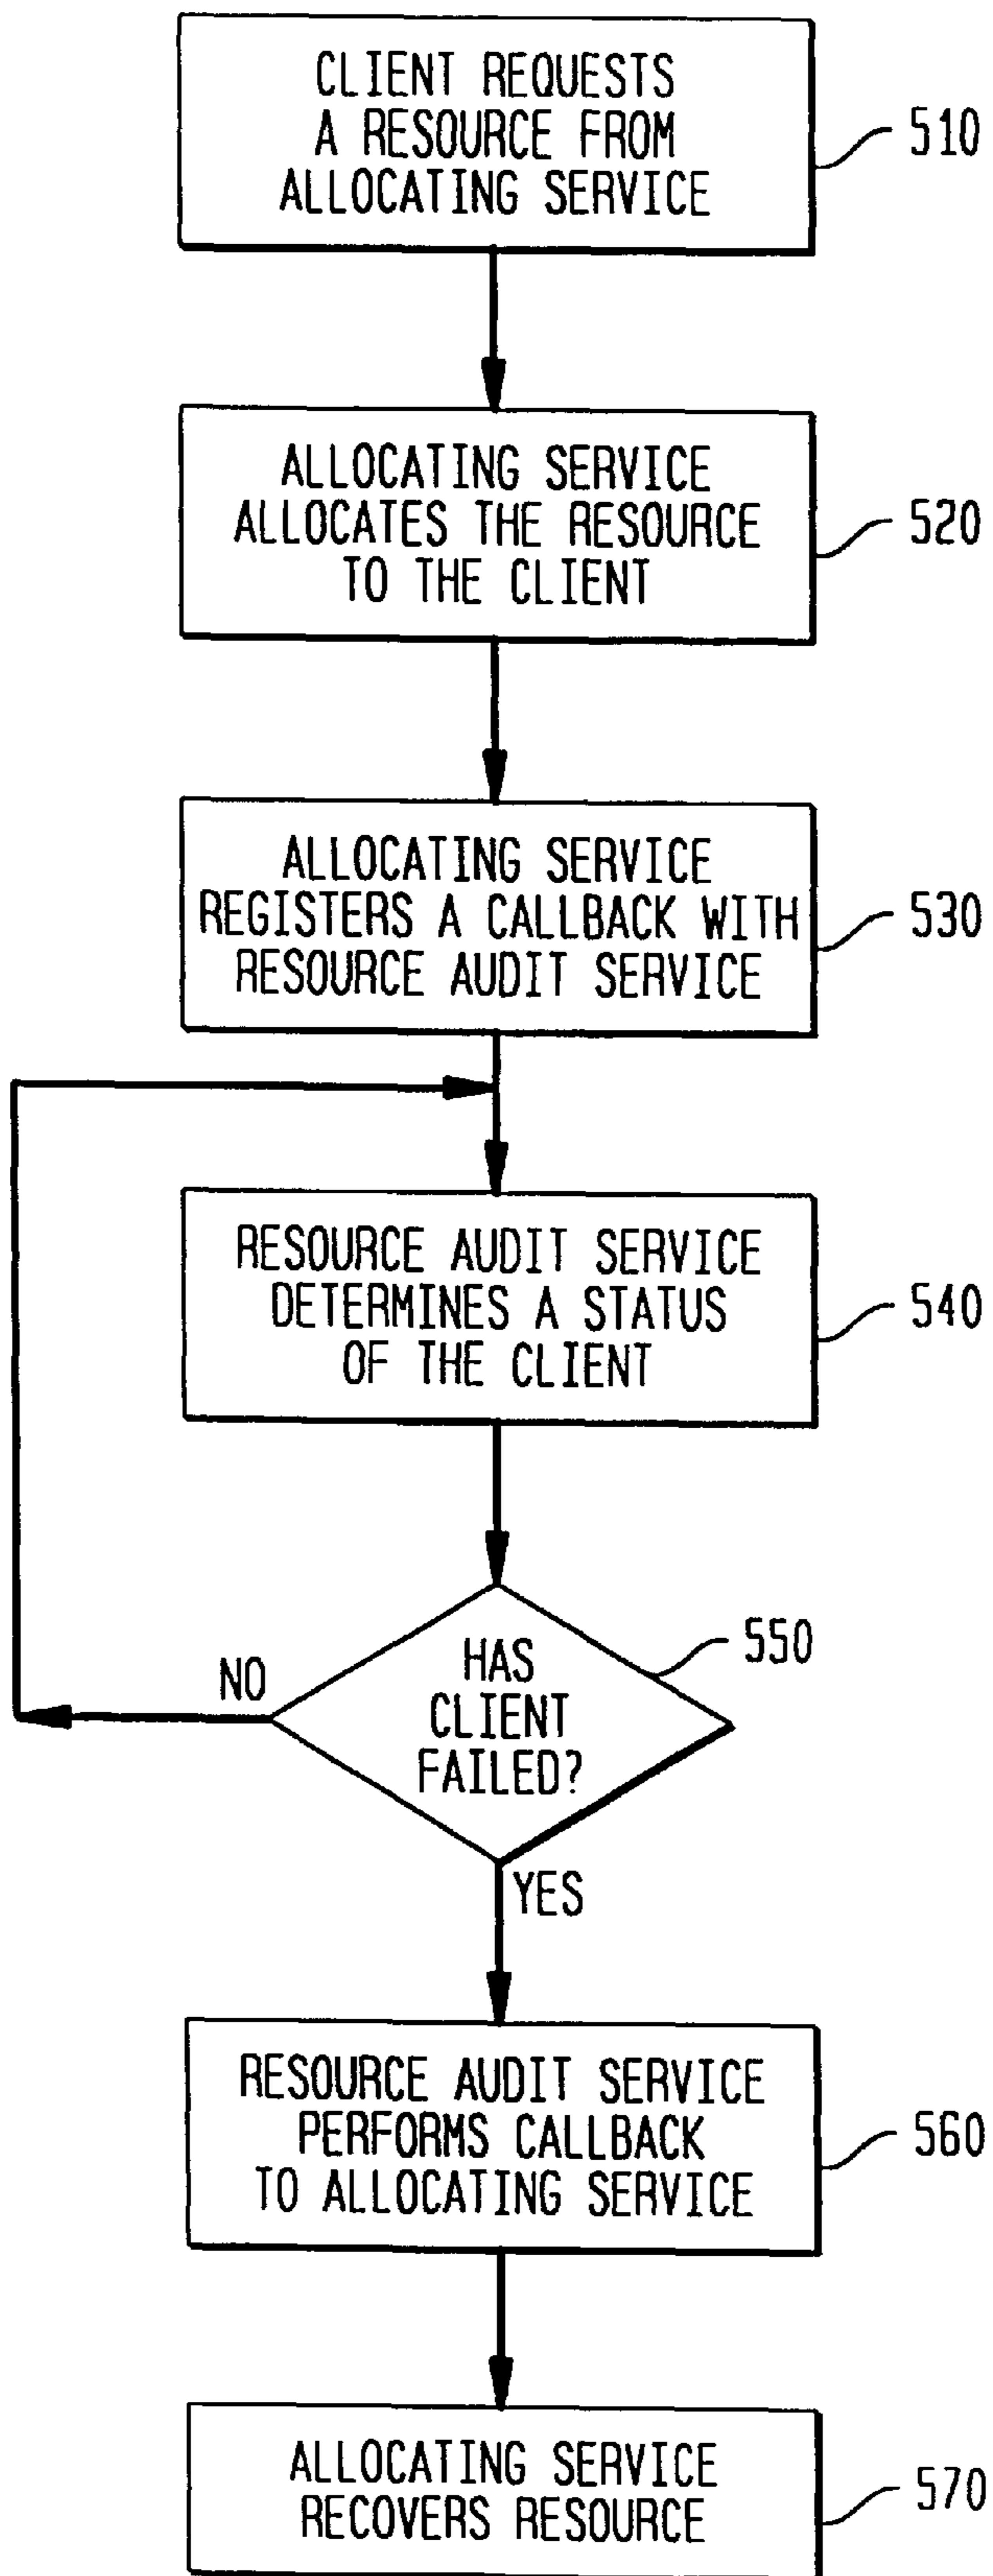 CLIENT REQUESTS
A RESOURCE FROM
ALLOCATING SERVICE
510
ALLOCATING SERVICE
ALLOCATES THE RESOURCE
TO THE CLIENT
520
ALLOCATING SERVICE
REGISTERS A CALLBACK WITH
RESOURCE AUDIT SERVICE
530
RESOURCE AUDIT SERVICE
DETERMINES A STATUS
OF THE CLIENT
540
HAS
CLIENT
FAILED?
550
NO
YES
RESOURCE AUDIT SERVICE
PERFORMS CALLBACK
TO ALLOCATING SERVICE
560
ALLOCATING SERVICE
RECOVERS RESOURCE
570